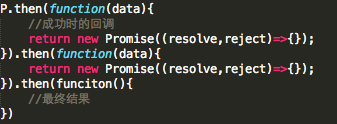 P.then(function(data){
    //成功时的回调
    return new Promise((resolve,reject)=>{});
}).then(function(data){
    return new Promise((resolve,reject)=>{});
}).then(funciton(){
    //最终结果
})